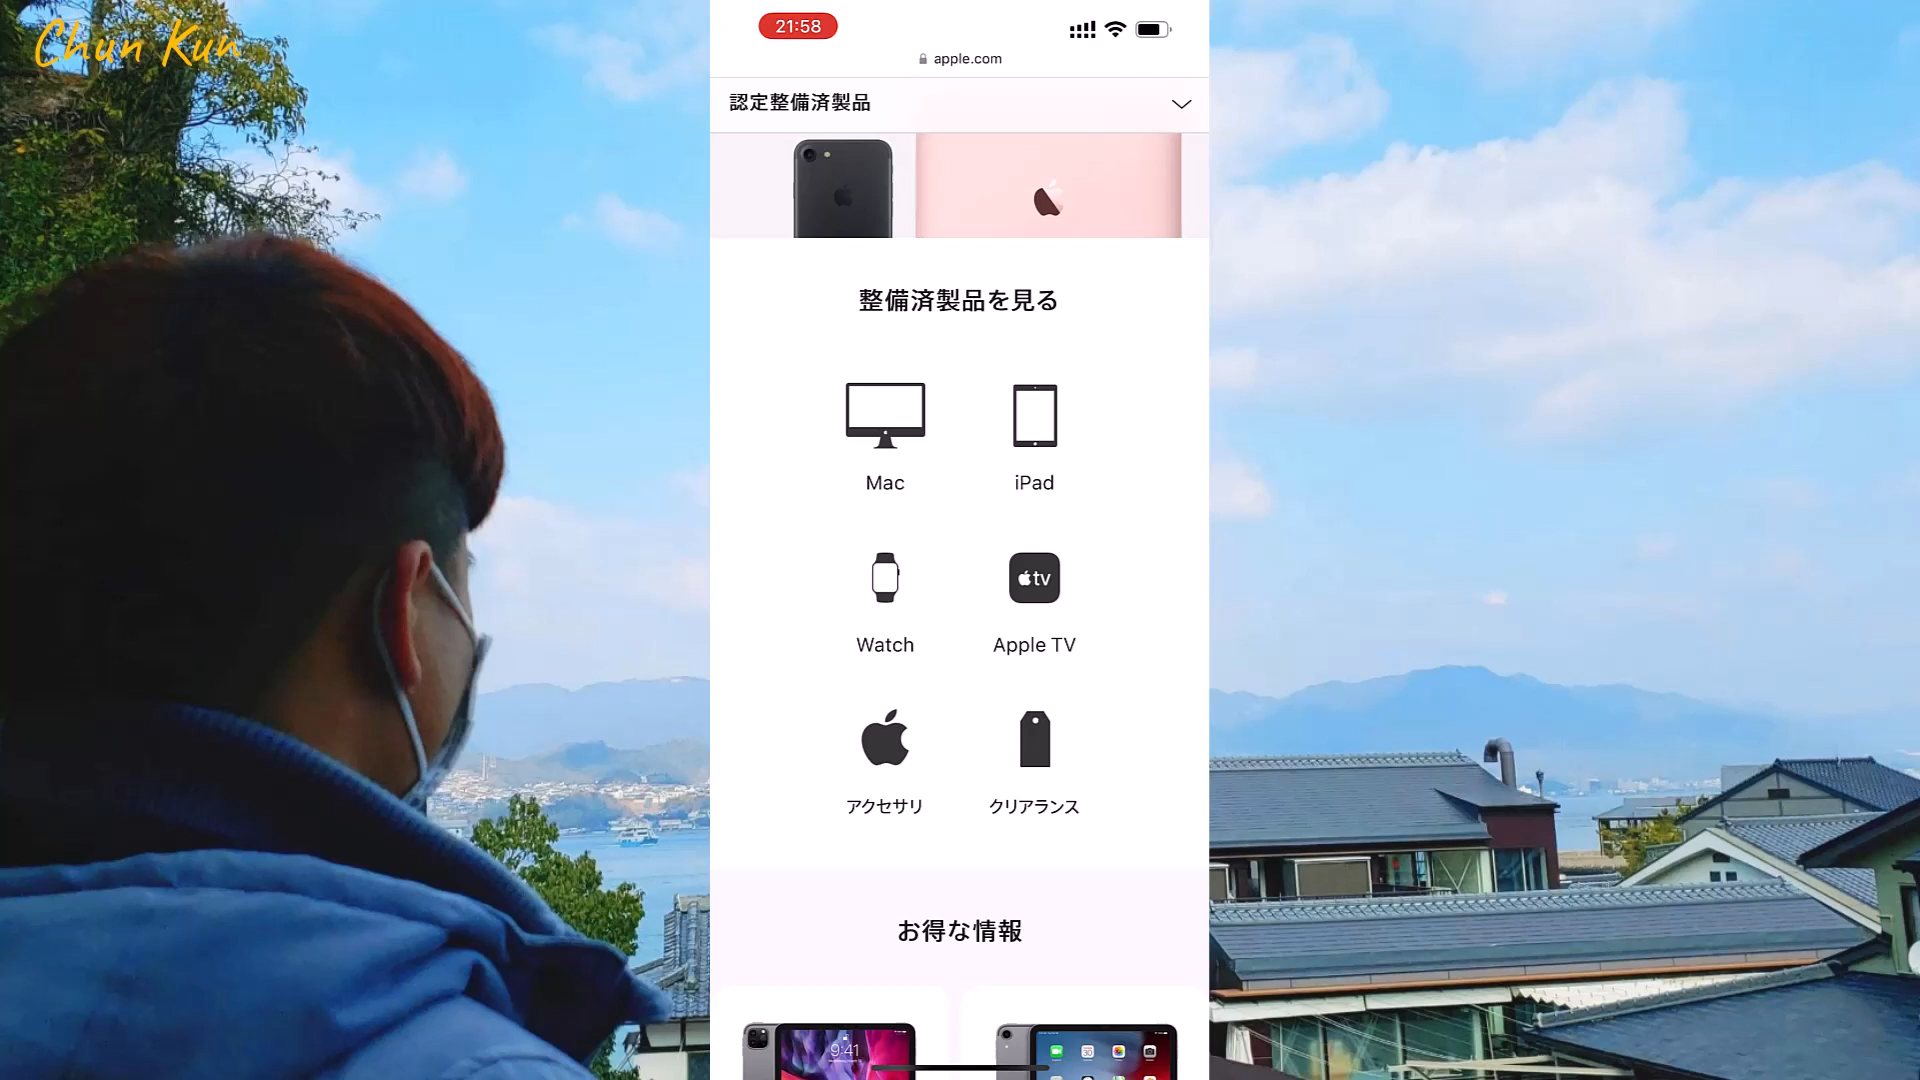 Chun Kun
21:58
apple.com
認定整備済製品
整備済製品を見る
Mac
iPad
tv
Watch
Apple TV
アクセサリ
クリアランス
お得な情報
9:41
30